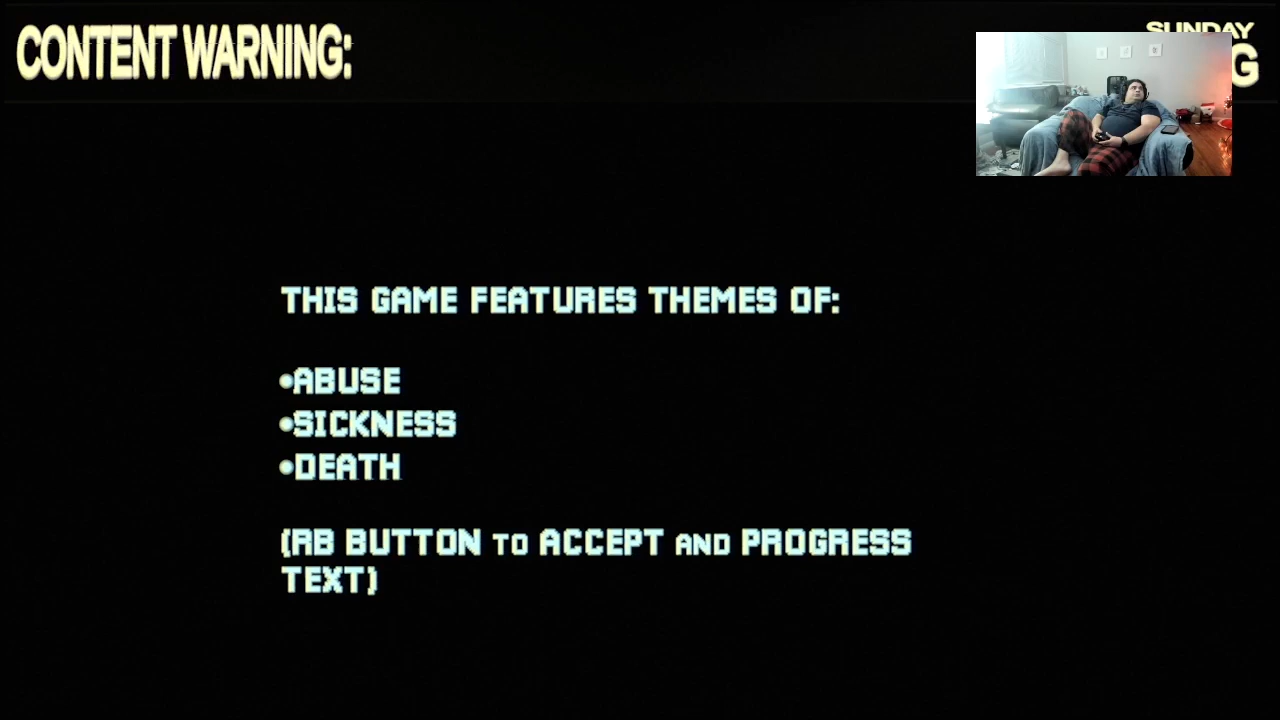 CONTENT WARNING:
SUNDAY
G
THIS GAME FEATURES THEMES OF:
•ABUSE
•SICKNESS
•DEATH
(RB BUTTON TO ACCEPT AND PROGRESS
TEXT)